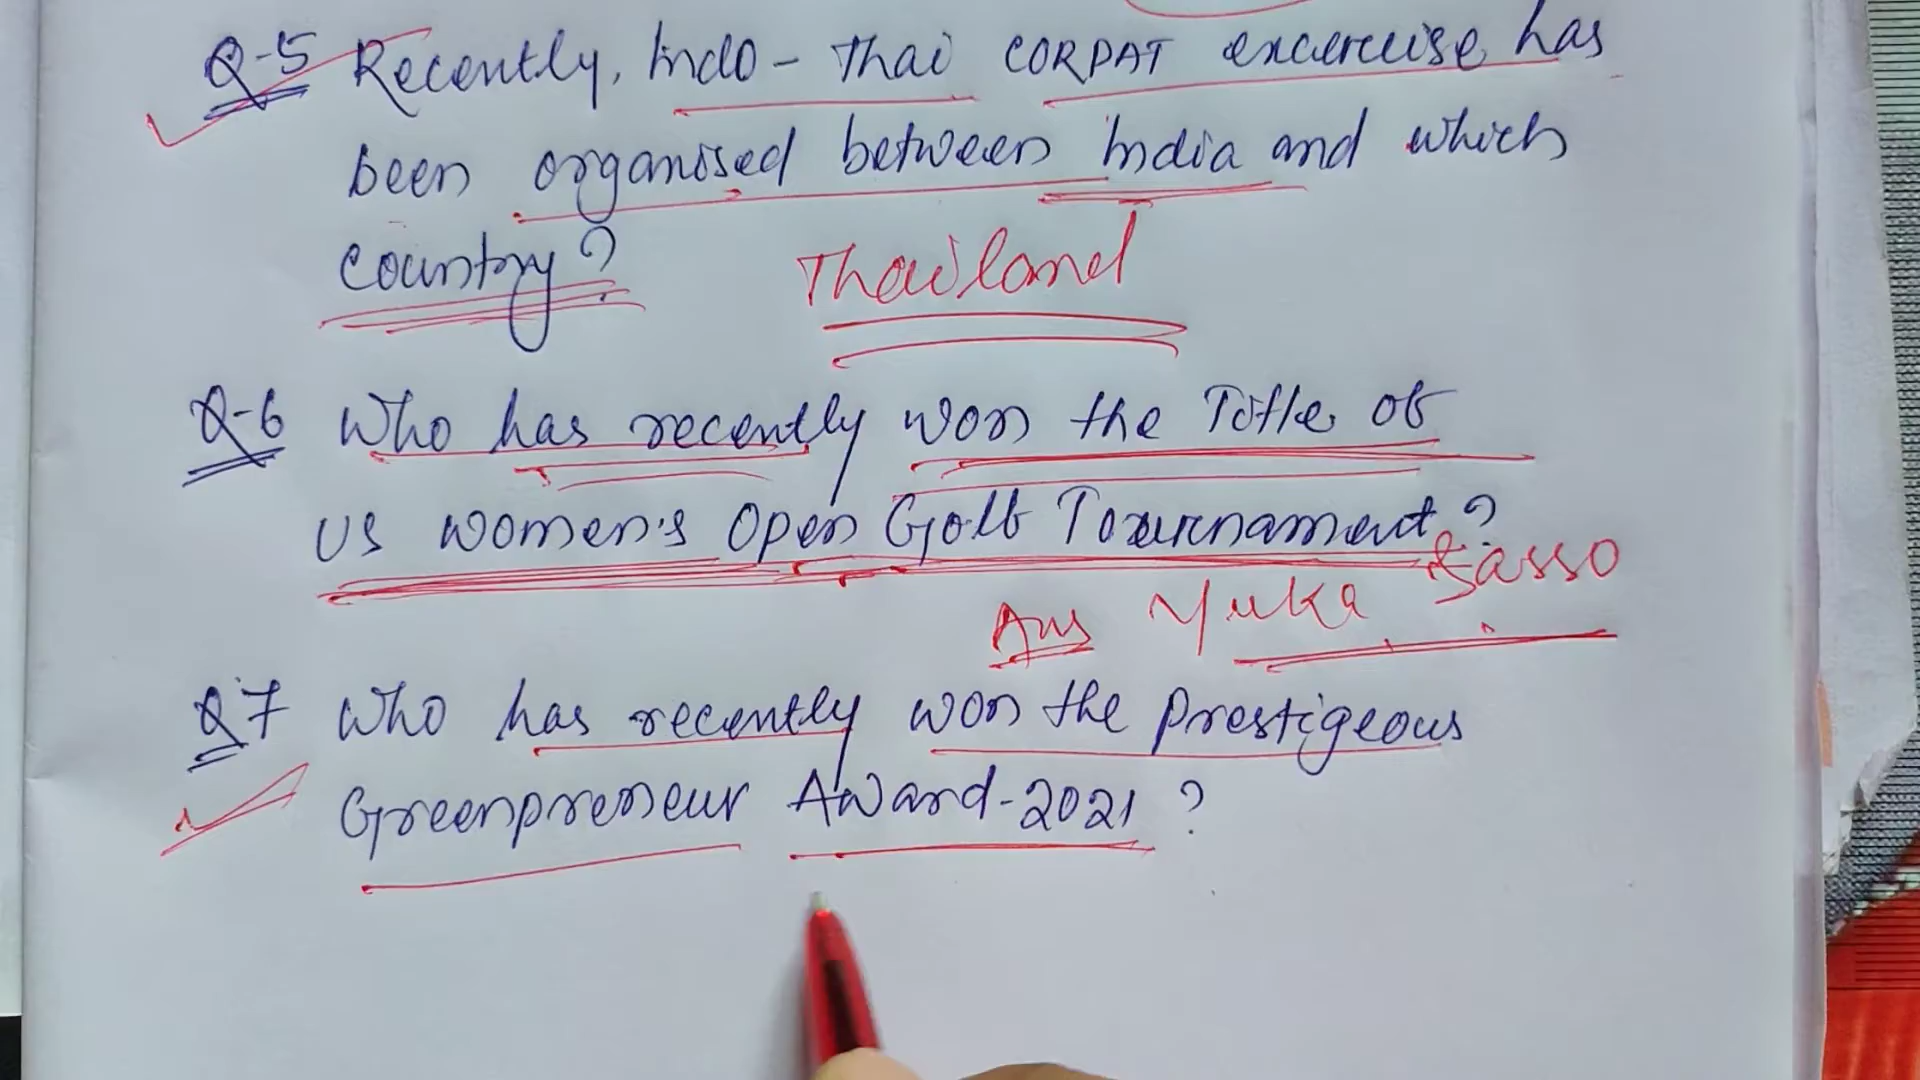 Q-5 Recently, Indo - Thai CORPAT excercise has
been organised between India and which
country?
Thailand
Q-6 Who has recently won the Title of
US Women's Open Golf Tournament?
Ans Yuka Sasso
Q7 Who has recently won the prestigeous
Greenpreneur Award-2021?